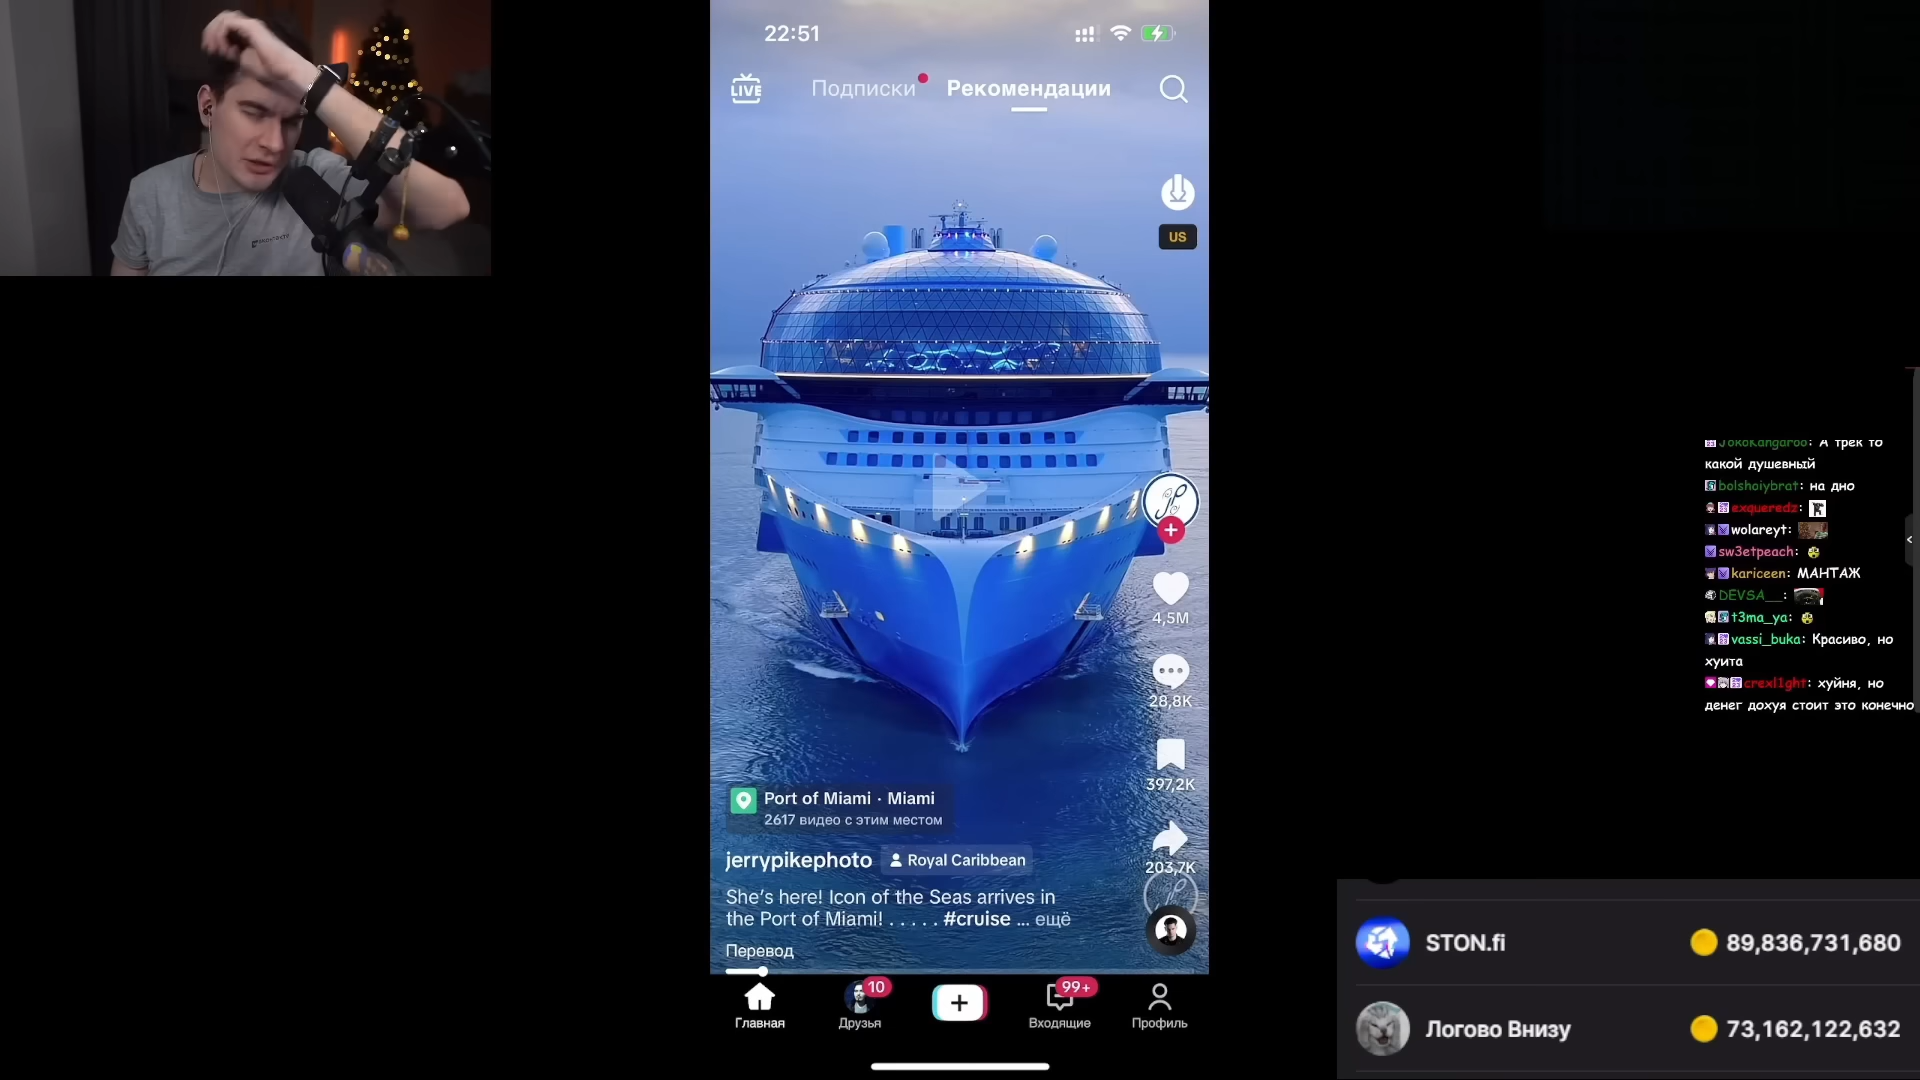 22:51
LIVE
Подписки
Рекомендации
US
4,5M
28,8K
397,2K
203,7K
Port of Miami · Miami
2617 видео с этим местом
jerrypikephoto
Royal Caribbean
She's here! Icon of the Seas arrives in
the Port of Miami! . . . . . #cruise ... ещё
Перевод
10
99+
Главная
Друзья
Входящие
Профиль
JokoKangaroo: А трек то
какой душевный
bolshoiybrat: на дно
exqueredz:
wolareyt:
sw3etpeach:
kariceen: МАНТАЖ
DEVSA__:
t3ma_ya:
vassi_buka: Красиво, но
хуита
crexl1ght: хуйня, но
денег дохуя стоит это конечно
STON.fi
89,836,731,680
Логово Внизу
73,162,122,632